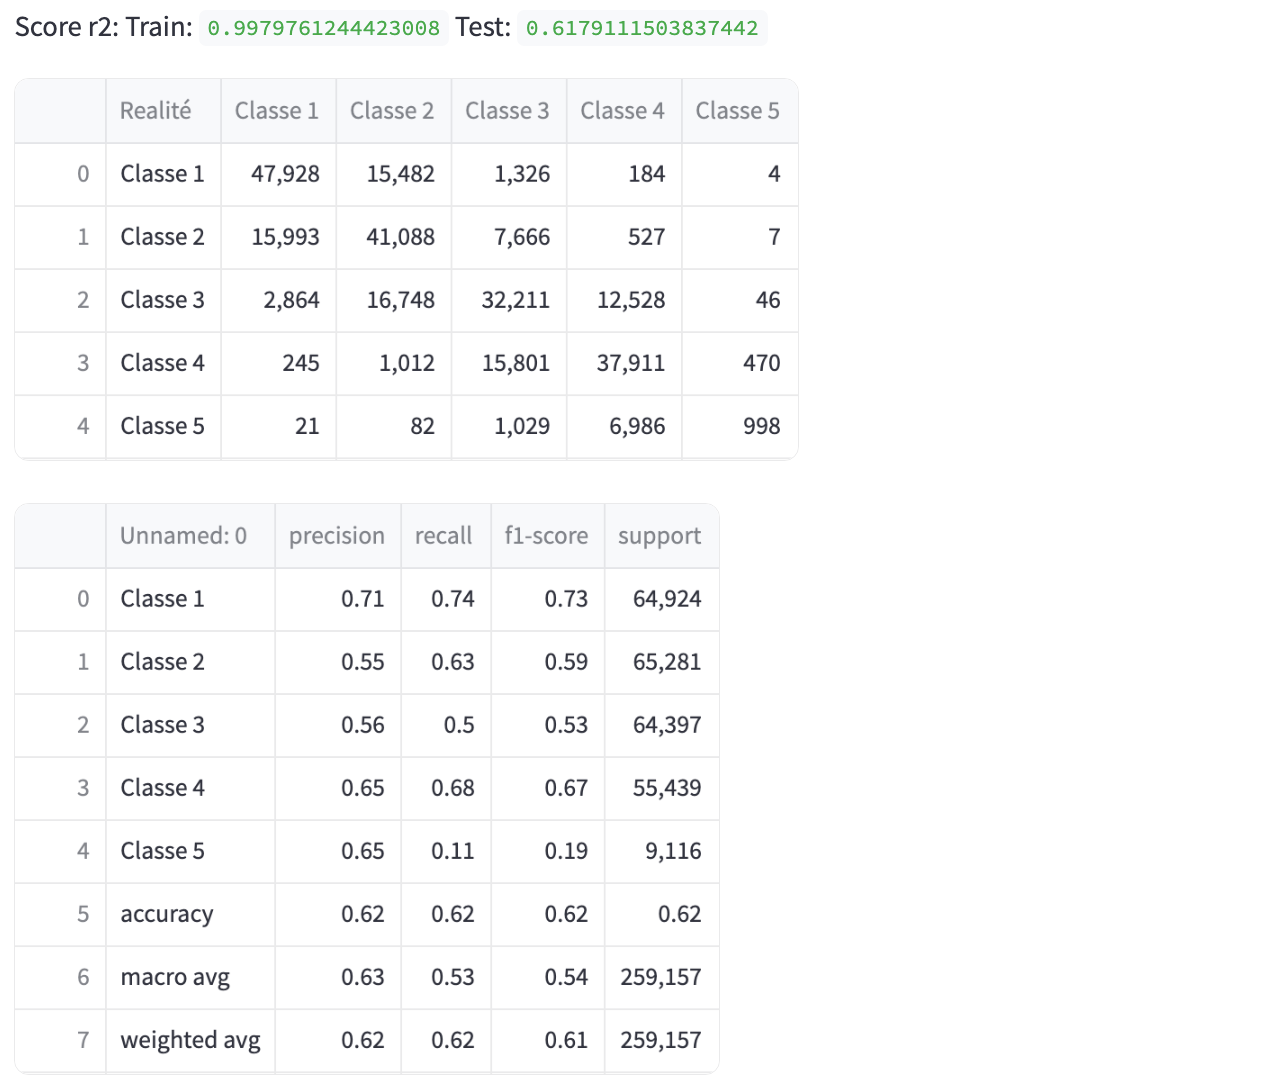 Score r2: Train: 0.9979761244423008 Test: 0.6179111503837442
Realité Classe 1 Classe 2 Classe 3 Classe 4 Classe 5
0 Classe 1 47,928 15,482 1,326 184 4
1 Classe 2 15,993 41,088 7,666 527 7
2 Classe 3 2,864 16,748 32,211 12,528 46
3 Classe 4 245 1,012 15,801 37,911 470
4 Classe 5 21 82 1,029 6,986 998
Unnamed: 0 precision recall f1-score support
0 Classe 1 0.71 0.74 0.73 64,924
1 Classe 2 0.55 0.63 0.59 65,281
2 Classe 3 0.56 0.5 0.53 64,397
3 Classe 4 0.65 0.68 0.67 55,439
4 Classe 5 0.65 0.11 0.19 9,116
5 accuracy 0.62 0.62 0.62 0.62
6 macro avg 0.63 0.53 0.54 259,157
7 weighted avg 0.62 0.62 0.61 259,157